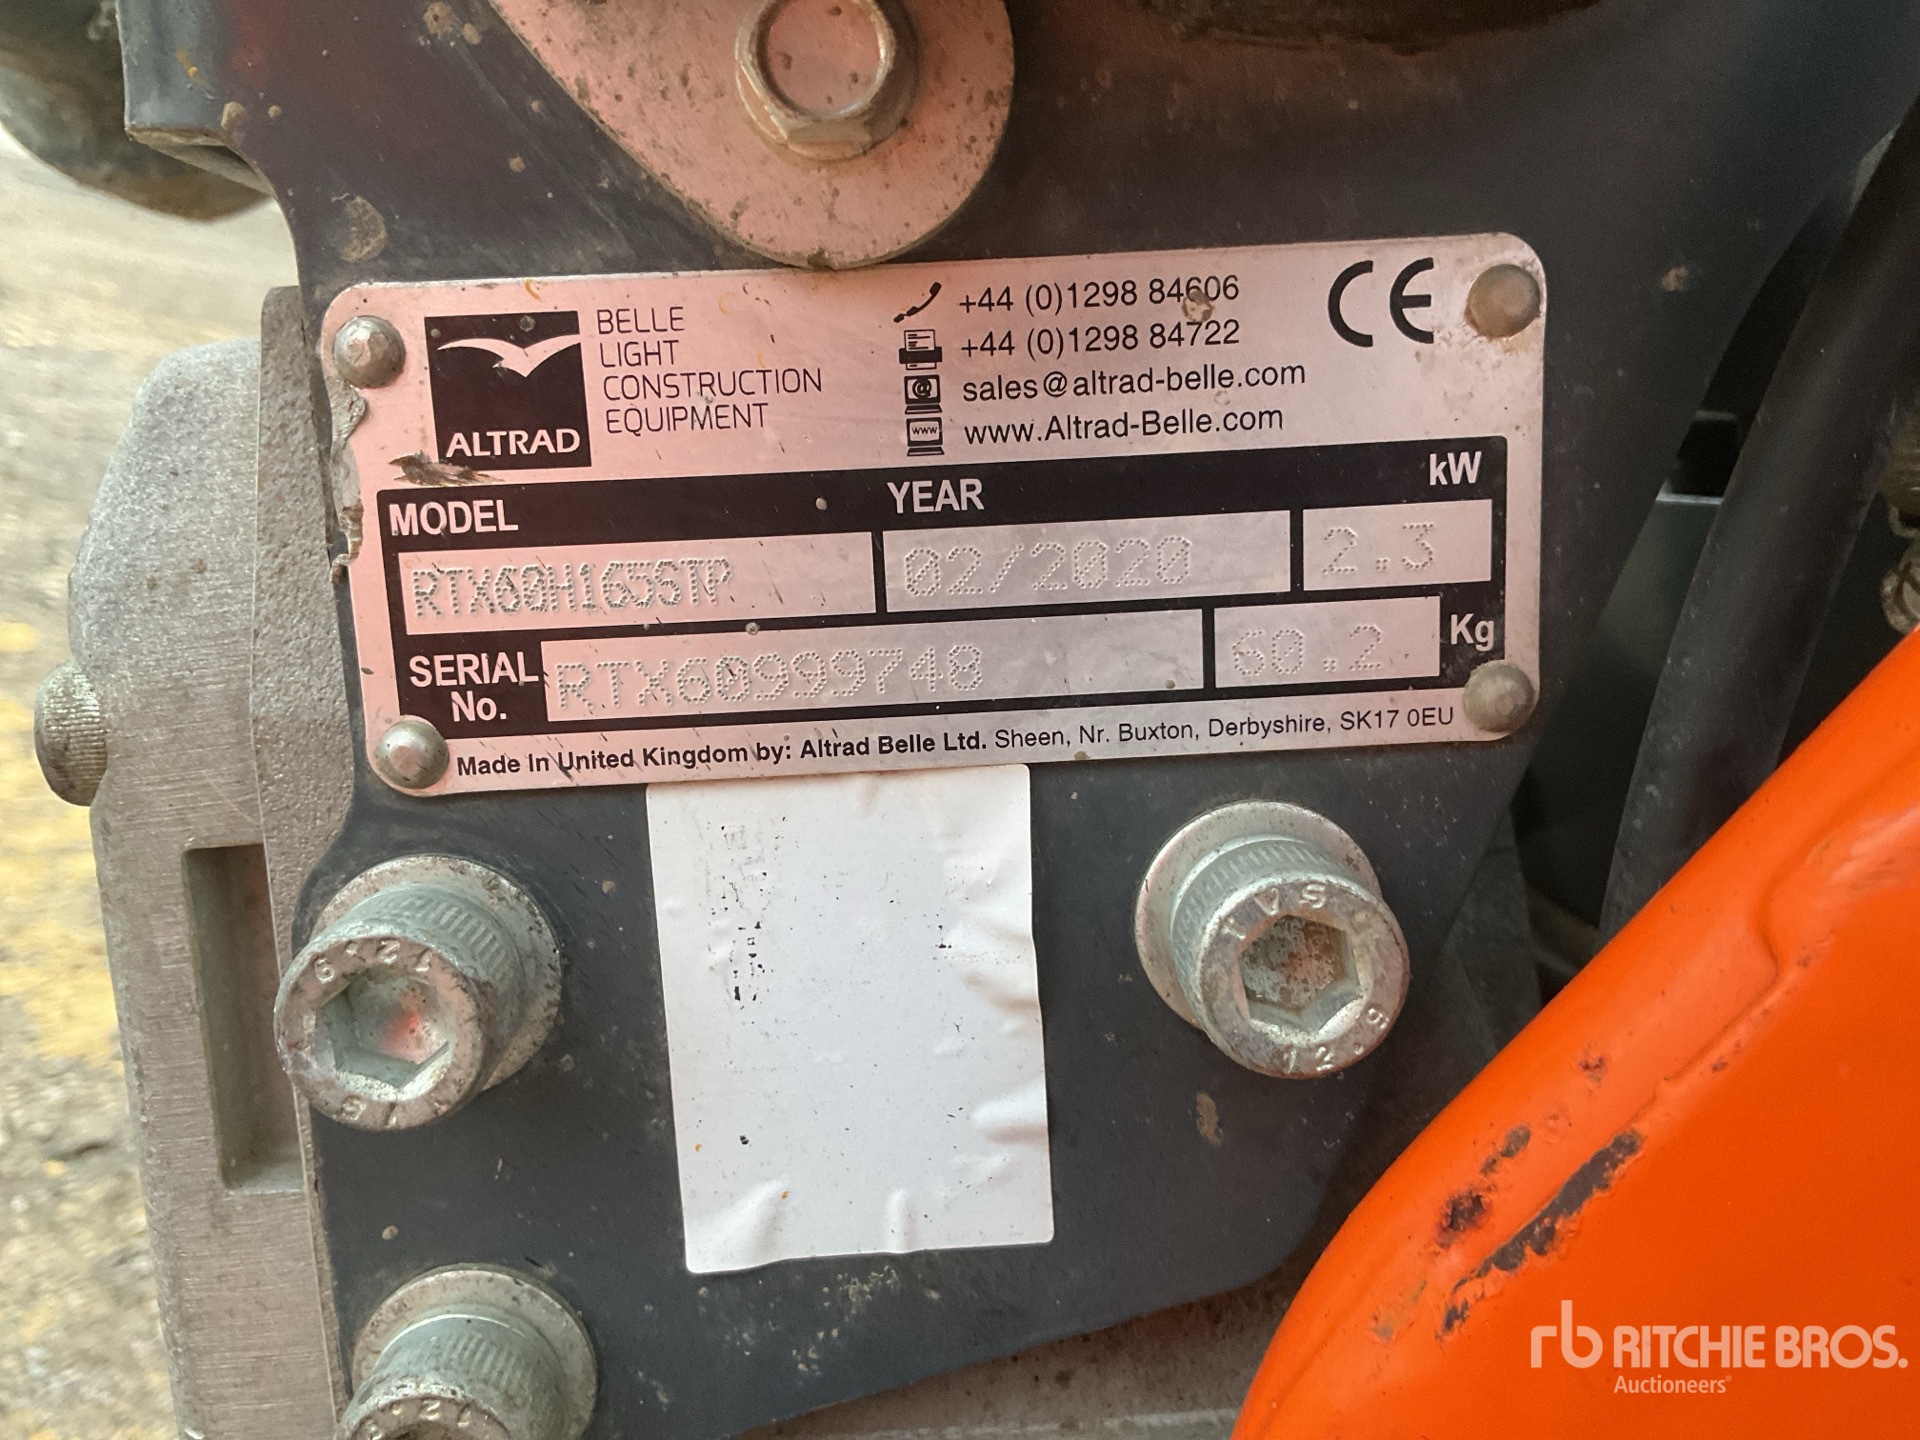 BELLE
LIGHT
CONSTRUCTION
EQUIPMENT
ALTRAD
+44 (0)1298 84606
+44 (0)1298 84722
sales@altrad-belle.com
www.Altrad-Belle.com
CE
MODEL YEAR kW
RTX60H165STP 02/2020 2.3
SERIAL No. RTX60999748 60.2 Kg
Made In United Kingdom by: Altrad Belle Ltd. Sheen, Nr. Buxton, Derbyshire, SK17 0EU
12.9
rb RITCHIE BROS.
Auctioneers